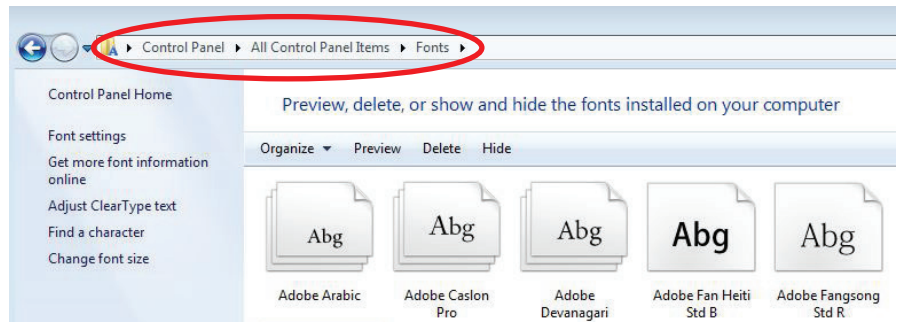 Control Panel ▸ All Control Panel Items ▸ Fonts ▸
Control Panel Home
Font settings
Get more font information
online
Adjust ClearType text
Find a character
Change font size
Preview, delete, or show and hide the fonts installed on your computer
Organize Preview Delete Hide
Abg Abg Abg Abg Abg
Adobe Arabic
Adobe Caslon
Pro
Adobe
Devanagari
Adobe Fan Heiti
Std B
Adobe Fangsong
Std R